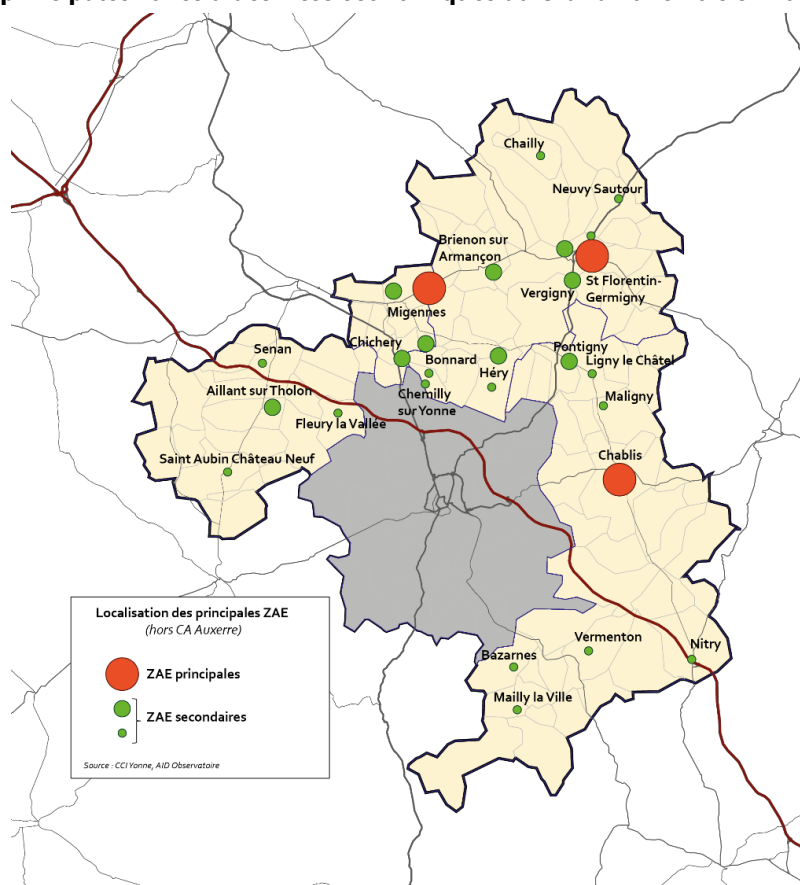 Chailly
Neuvy Sautour
Brienon sur
Armançon
St Florentin-
Germigny
Vergigny
Migennes
Chichery
Pontigny
Senan
Bonnard
Ligny le Châtel
Héry
Aillant sur Tholon
Chemilly
sur Yonne
Maligny
Fleury la Vallée
Saint Aubin Château Neuf
Chablis
Localisation des principales ZAE
(hors CA Auxerre)
ZAE principales
ZAE secondaires
Source : CCI Yonne, AID Observatoire
Vermenton
Nitry
Bazarnes
Mailly la Ville